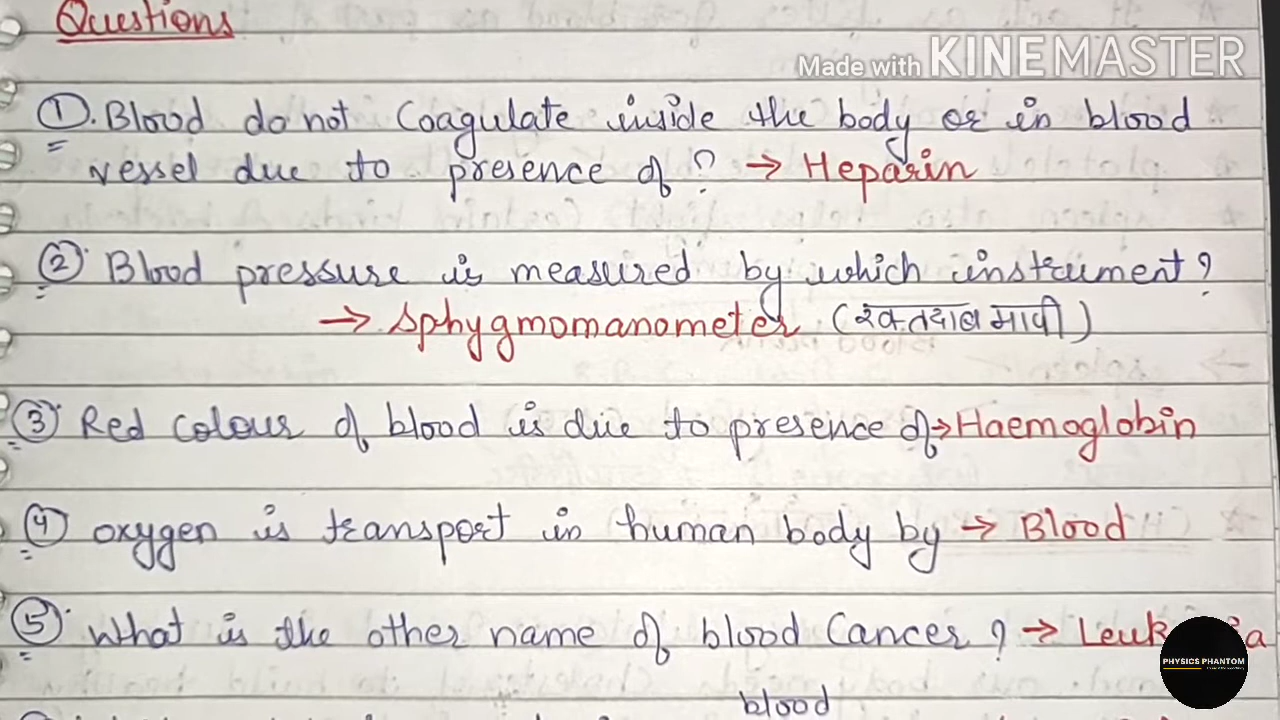 Questions
Made with KINEMASTER
① Blood do not Coagulate inside the body or in blood
vessel due to presence of ? → Heparin
② Blood pressure is measured by which instrument ?
→ Sphygmomanometer (रक्तदाब मापी)
③ Red colour of blood is due to presence of → Haemoglobin
④ oxygen is transport in human body by → Blood
⑤ What is the other name of blood Cancer ? →
PHYSICS PHANTOM
blood